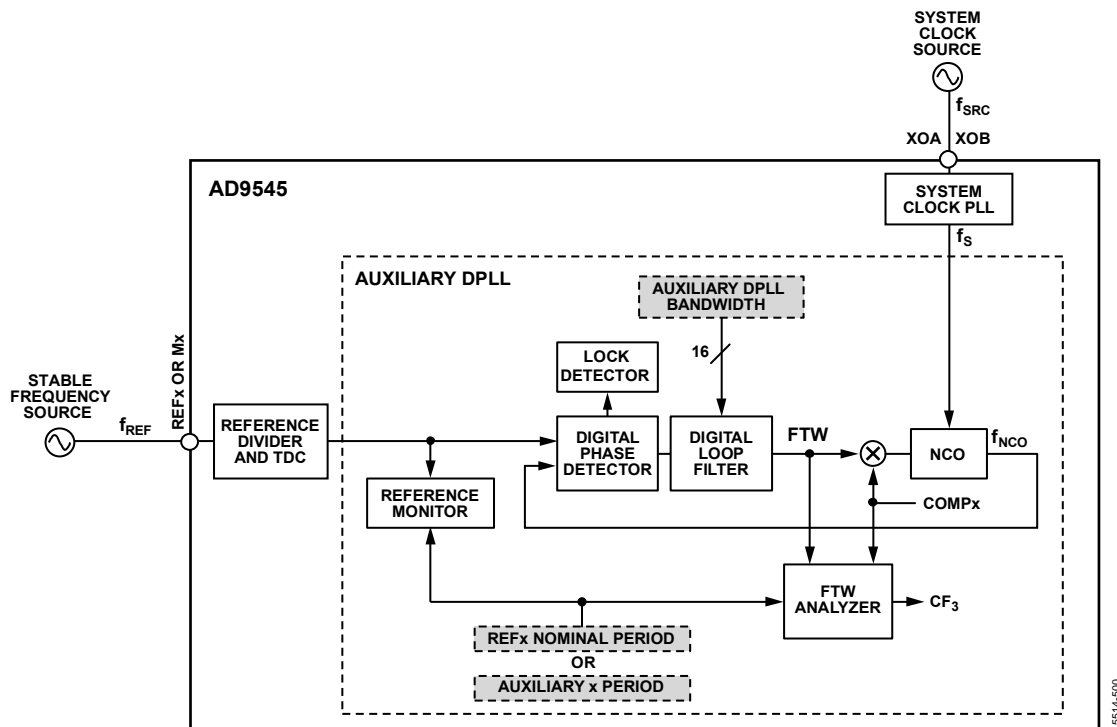 SYSTEM
CLOCK
SOURCE
fSRC
XOA
XOB
AD9545
SYSTEM
CLOCK PLL
fS
AUXILIARY DPLL
AUXILIARY DPLL
BANDWIDTH
16
REFx OR Mx
LOCK
DETECTOR
STABLE
FREQUENCY
SOURCE
fREF
REFERENCE
DIVIDER
AND TDC
DIGITAL
PHASE
DETECTOR
DIGITAL
LOOP
FILTER
FTW
NCO
fNCO
REFERENCE
MONITOR
COMPx
FTW
ANALYZER
CF3
REFx NOMINAL PERIOD
OR
AUXILIARY x PERIOD